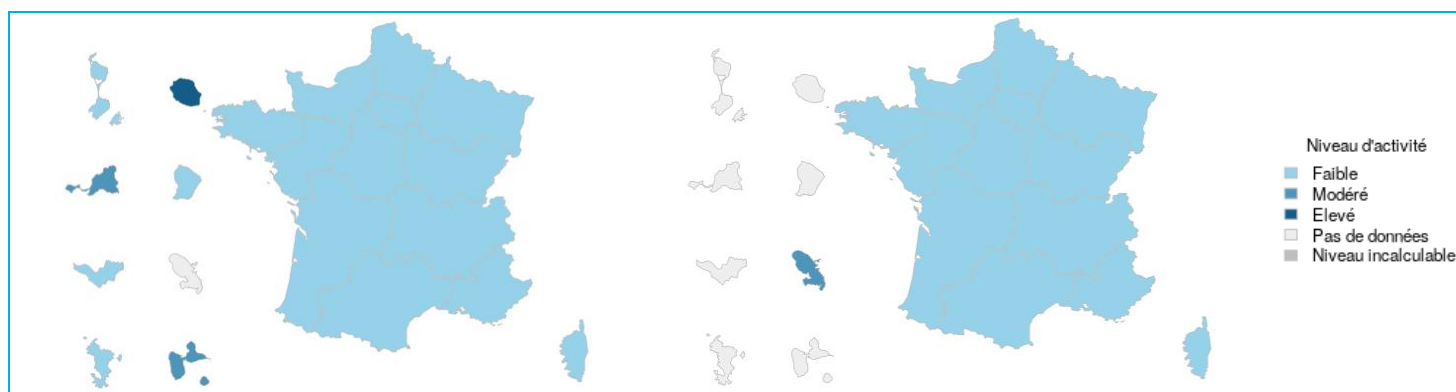 Niveau d'activité
Faible
Modéré
Elevé
Pas de données
Niveau incalculable